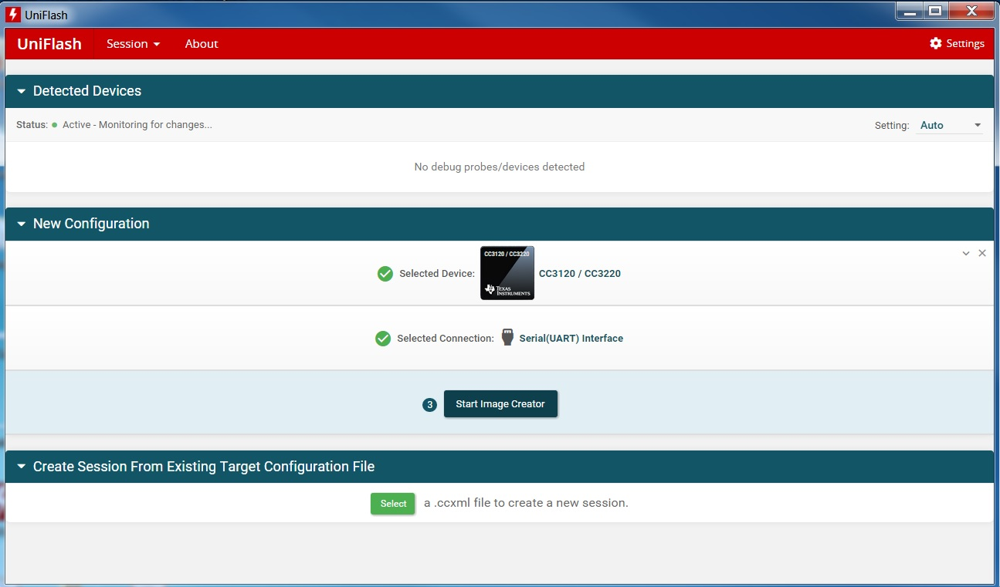 UniFlash
UniFlash Session About Settings
Detected Devices
Status: Active - Monitoring for changes... Setting: Auto
No debug probes/devices detected
New Configuration
CC3120 / CC3220
Selected Device: CC3120 / CC3220
TEXAS
INSTRUMENTS
Selected Connection: Serial(UART) Interface
3 Start Image Creator
Create Session From Existing Target Configuration File
Select a .ccxml file to create a new session.